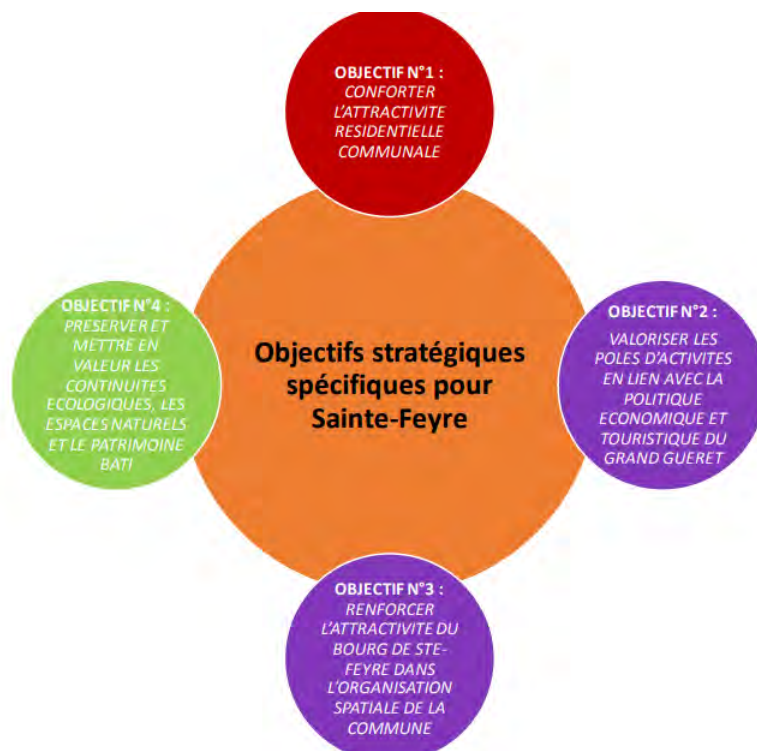 OBJECTIF N°1 :
CONFORTER
L'ATTRACTIVITE
RESIDENTIELLE
COMMUNALE
OBJECTIF N°4 :
PRESERVER ET
METTRE EN
VALEUR LES
CONTINUITES
ECOLOGIQUES, LES
ESPACES NATURELS
ET LE PATRIMOINE
BATI
Objectifs stratégiques
spécifiques pour
Sainte-Feyre
OBJECTIF N°2 :
VALORISER LES
POLES D'ACTIVITES
EN LIEN AVEC LA
POLITIQUE
ECONOMIQUE ET
TOURISTIQUE DU
GRAND GUERET
OBJECTIF N°3 :
RENFORCER
L'ATTRACTIVITE DU
BOURG DE STE-
FEYRE DANS
L'ORGANISATION
SPATIALE DE LA
COMMUNE